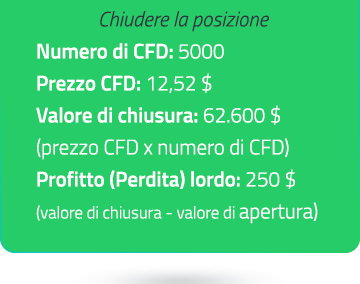 Chiudere la posizione
Numero di CFD: 5000
Prezzo CFD: 12,52 $
Valore di chiusura: 62.600 $
(prezzo CFD x numero di CFD)
Profitto (Perdita) lordo: 250 $
(valore di chiusura - valore di apertura)